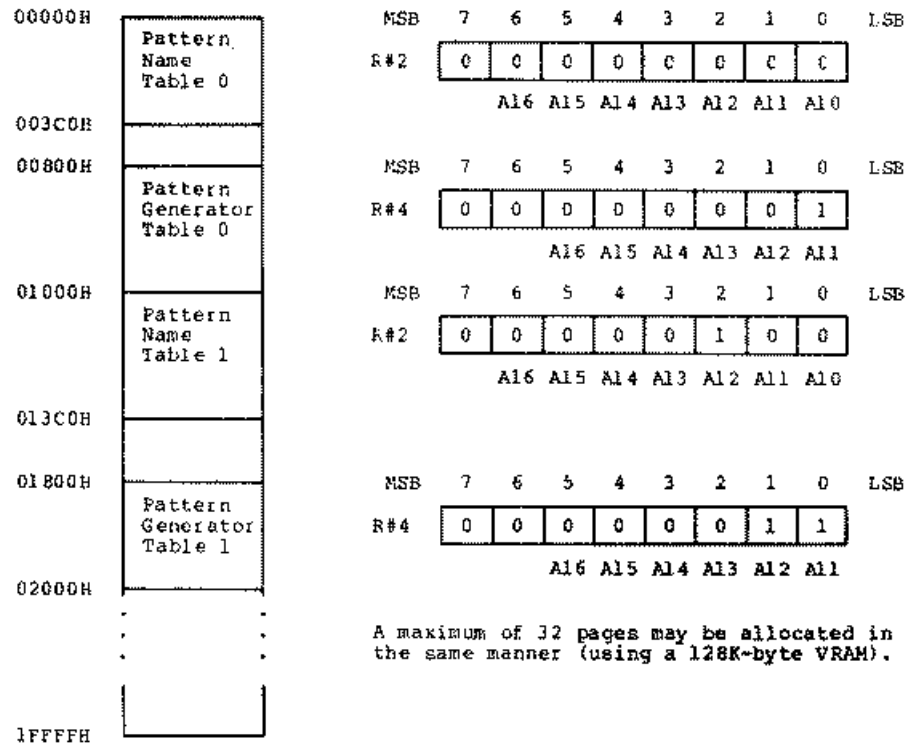 00000H
Pattern
Name
Table 0
003C0H
00800H
Pattern
Generator
Table 0
01000H
Pattern
Name
Table 1
013C0H
01800H
Pattern
Generator
Table 1
02000H
1FFFFH
MSB 7 6 5 4 3 2 1 0 LSB
R#2 0 0 0 0 0 0 0 0
A16 A15 A14 A13 A12 A11 A10
MSB 7 6 5 4 3 2 1 0 LSB
R#4 0 0 0 0 0 0 0 1
A16 A15 A14 A13 A12 A11
MSB 7 6 5 4 3 2 1 0 LSB
R#2 0 0 0 0 0 1 0 0
A16 A15 A14 A13 A12 A11 A10
MSB 7 6 5 4 3 2 1 0 LSB
R#4 0 0 0 0 0 0 1 1
A16 A15 A14 A13 A12 A11
A maximum of 32 pages may be allocated in
the same manner (using a 128K-byte VRAM).